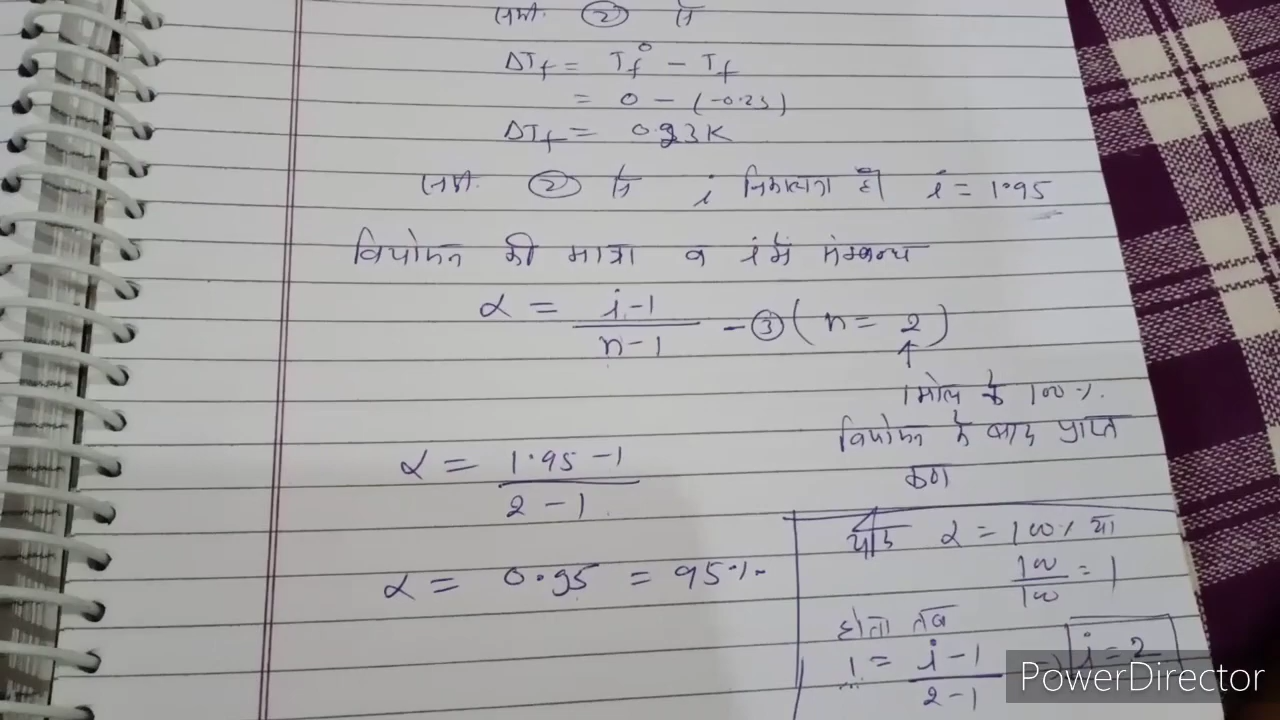 समी. ② से
ΔTf = T°f - Tf
= 0 - (-0.23)
ΔTf = 0.23 K
समी. ② से i निकालते है। i = 1.95
वियोजन की मात्रा व i में सम्बन्ध
α = (i-1)/(n-1) - ③ (n = 2)
↑
1 मोल के 100%.
वियोजन के बाद प्राप्त
कण
α = (1.95-1)/(2-1)
α = 0.95 = 95%
यदि α = 100% या
100/100 = 1
होता तब
1 = (i-1)/(2-1) ⇒ i = 2
PowerDirector